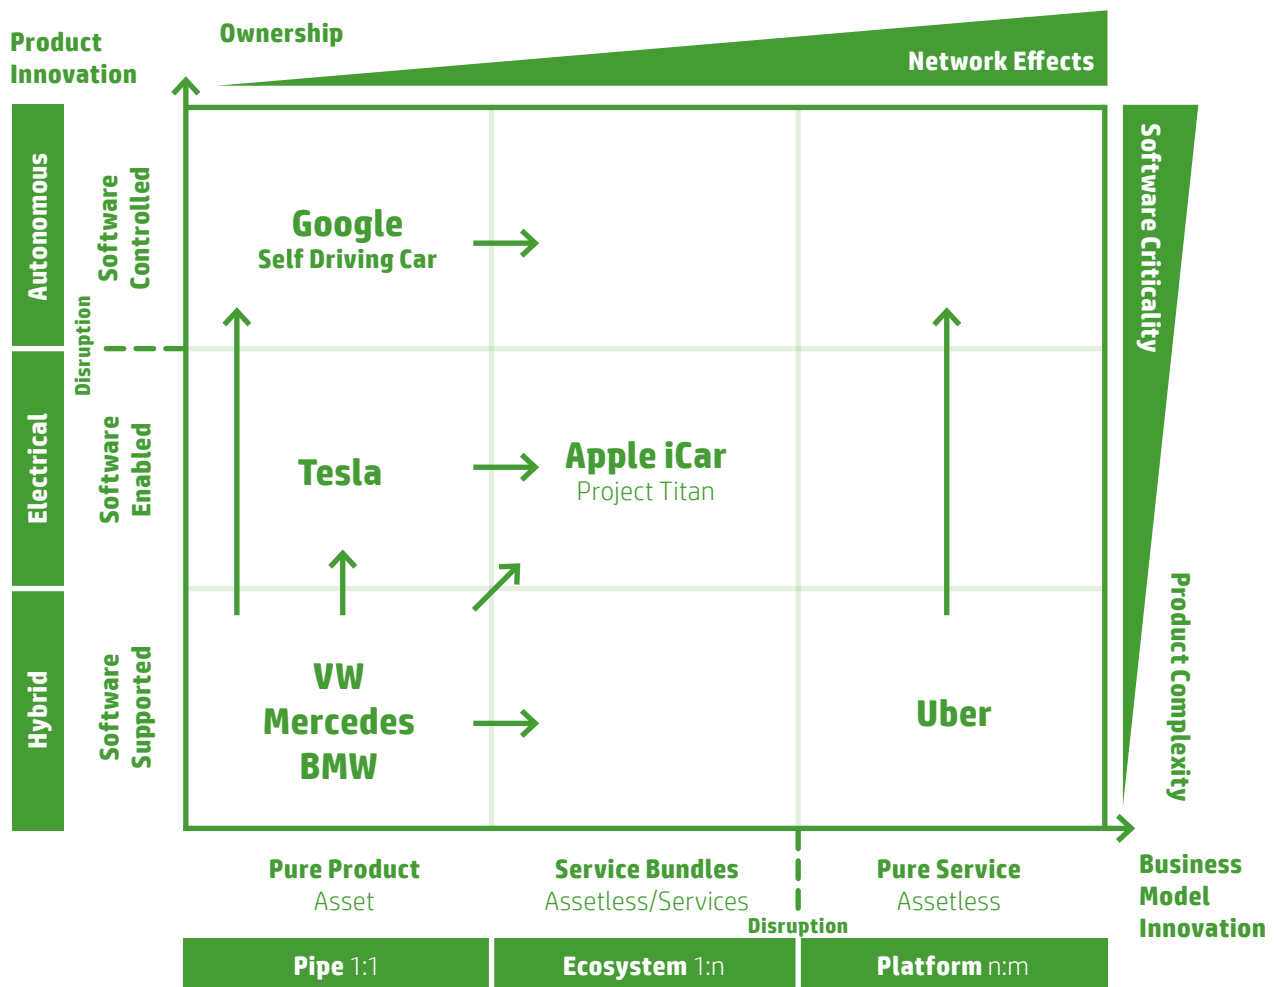 Product
Innovation
Ownership
Network Effects
Autonomous
Software
Controlled
Disruption
Electrical
Software
Enabled
Hybrid
Software
Supported
Google
Self Driving Car
Tesla
Apple iCar
Project Titan
VW
Mercedes
BMW
Uber
Software Criticality
Product Complexity
Pure Product
Asset
Service Bundles
Assetless/Services
Pure Service
Assetless
Disruption
Business
Model
Innovation
Pipe 1:1
Ecosystem 1:n
Platform n:m